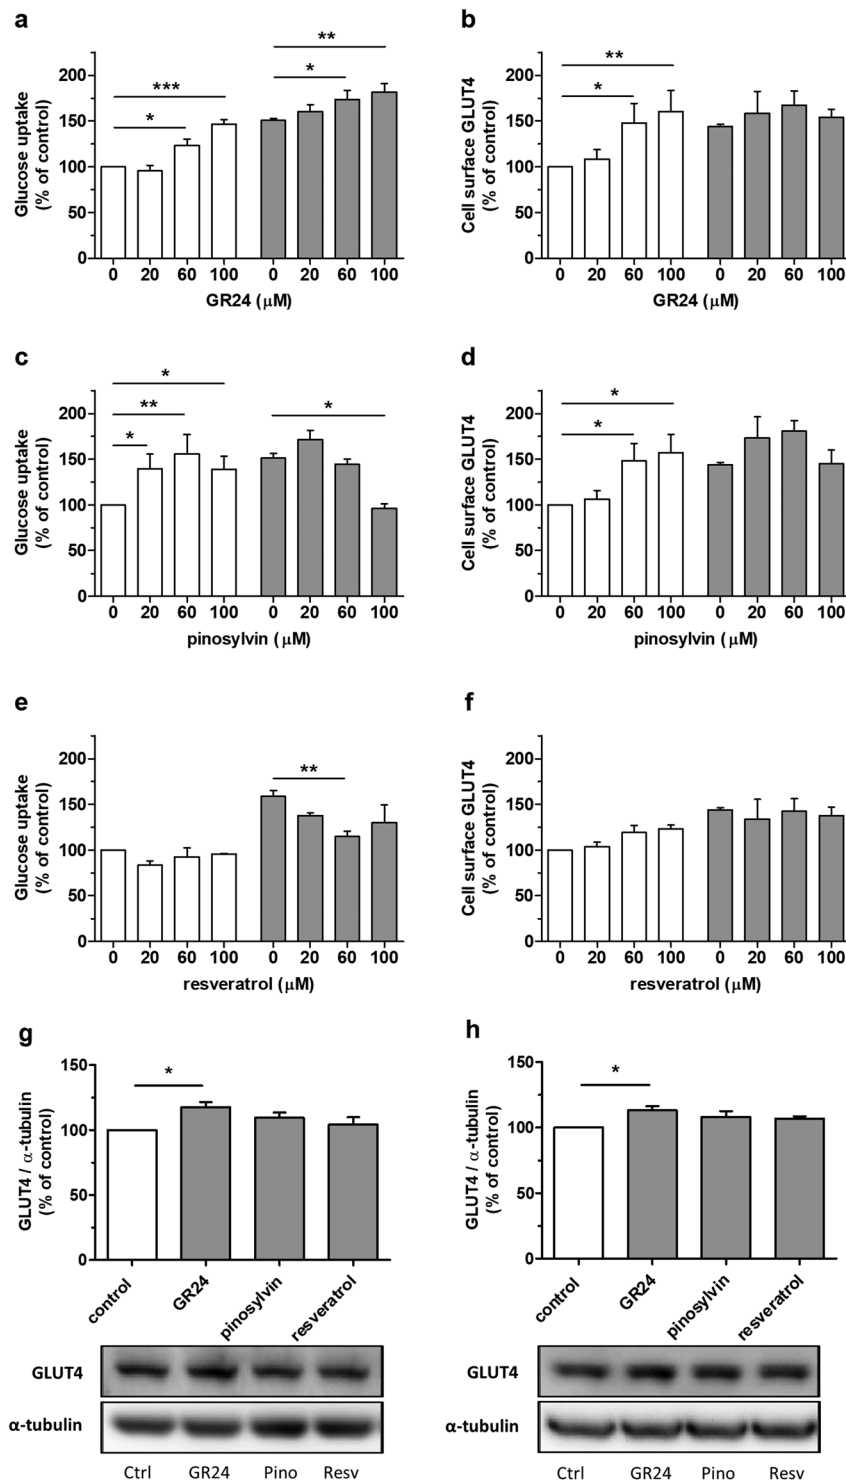 a
Glucose uptake
(% of control)
200
150
100
50
0
***
*
**
*
0 20 60 100 0 20 60 100
GR24 (μM)
b
Cell surface GLUT4
(% of control)
200
150
100
50
0
**
*
0 20 60 100 0 20 60 100
GR24 (μM)
c
Glucose uptake
(% of control)
200
150
100
50
0
*
**
*
*
0 20 60 100 0 20 60 100
pinosylvin (μM)
d
Cell surface GLUT4
(% of control)
200
150
100
50
0
*
*
0 20 60 100 0 20 60 100
pinosylvin (μM)
e
Glucose uptake
(% of control)
200
150
100
50
0
**
0 20 60 100 0 20 60 100
resveratrol (μM)
f
Cell surface GLUT4
(% of control)
200
150
100
50
0
0 20 60 100 0 20 60 100
resveratrol (μM)
g
GLUT4 / α-tubulin
(% of control)
150
100
50
0
*
control GR24 pinosylvin resveratrol
GLUT4
α-tubulin
Ctrl GR24 Pino Resv
h
GLUT4 / α-tubulin
(% of control)
150
100
50
0
*
control GR24 pinosylvin resveratrol
GLUT4
α-tubulin
Ctrl GR24 Pino Resv